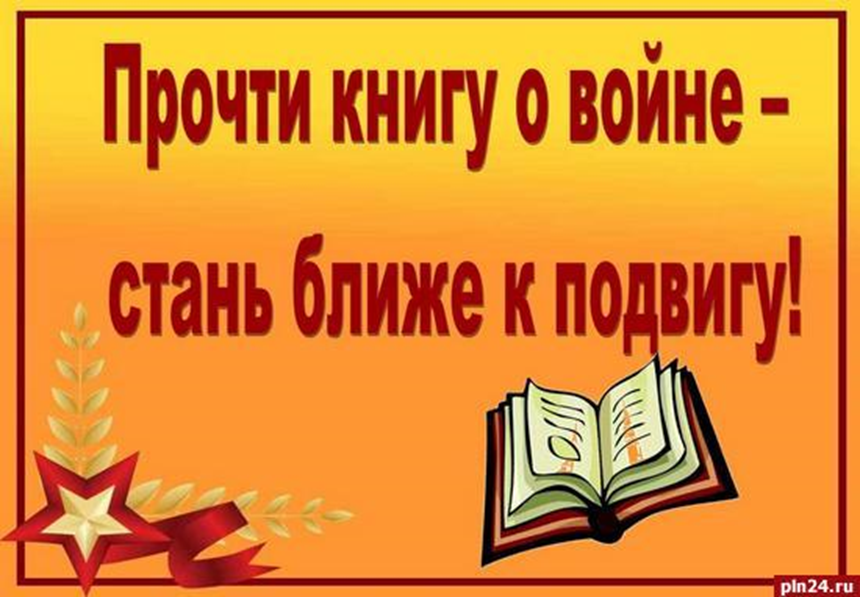 Прочти книгу о войне –
стань ближе к подвигу!
pln24.ru